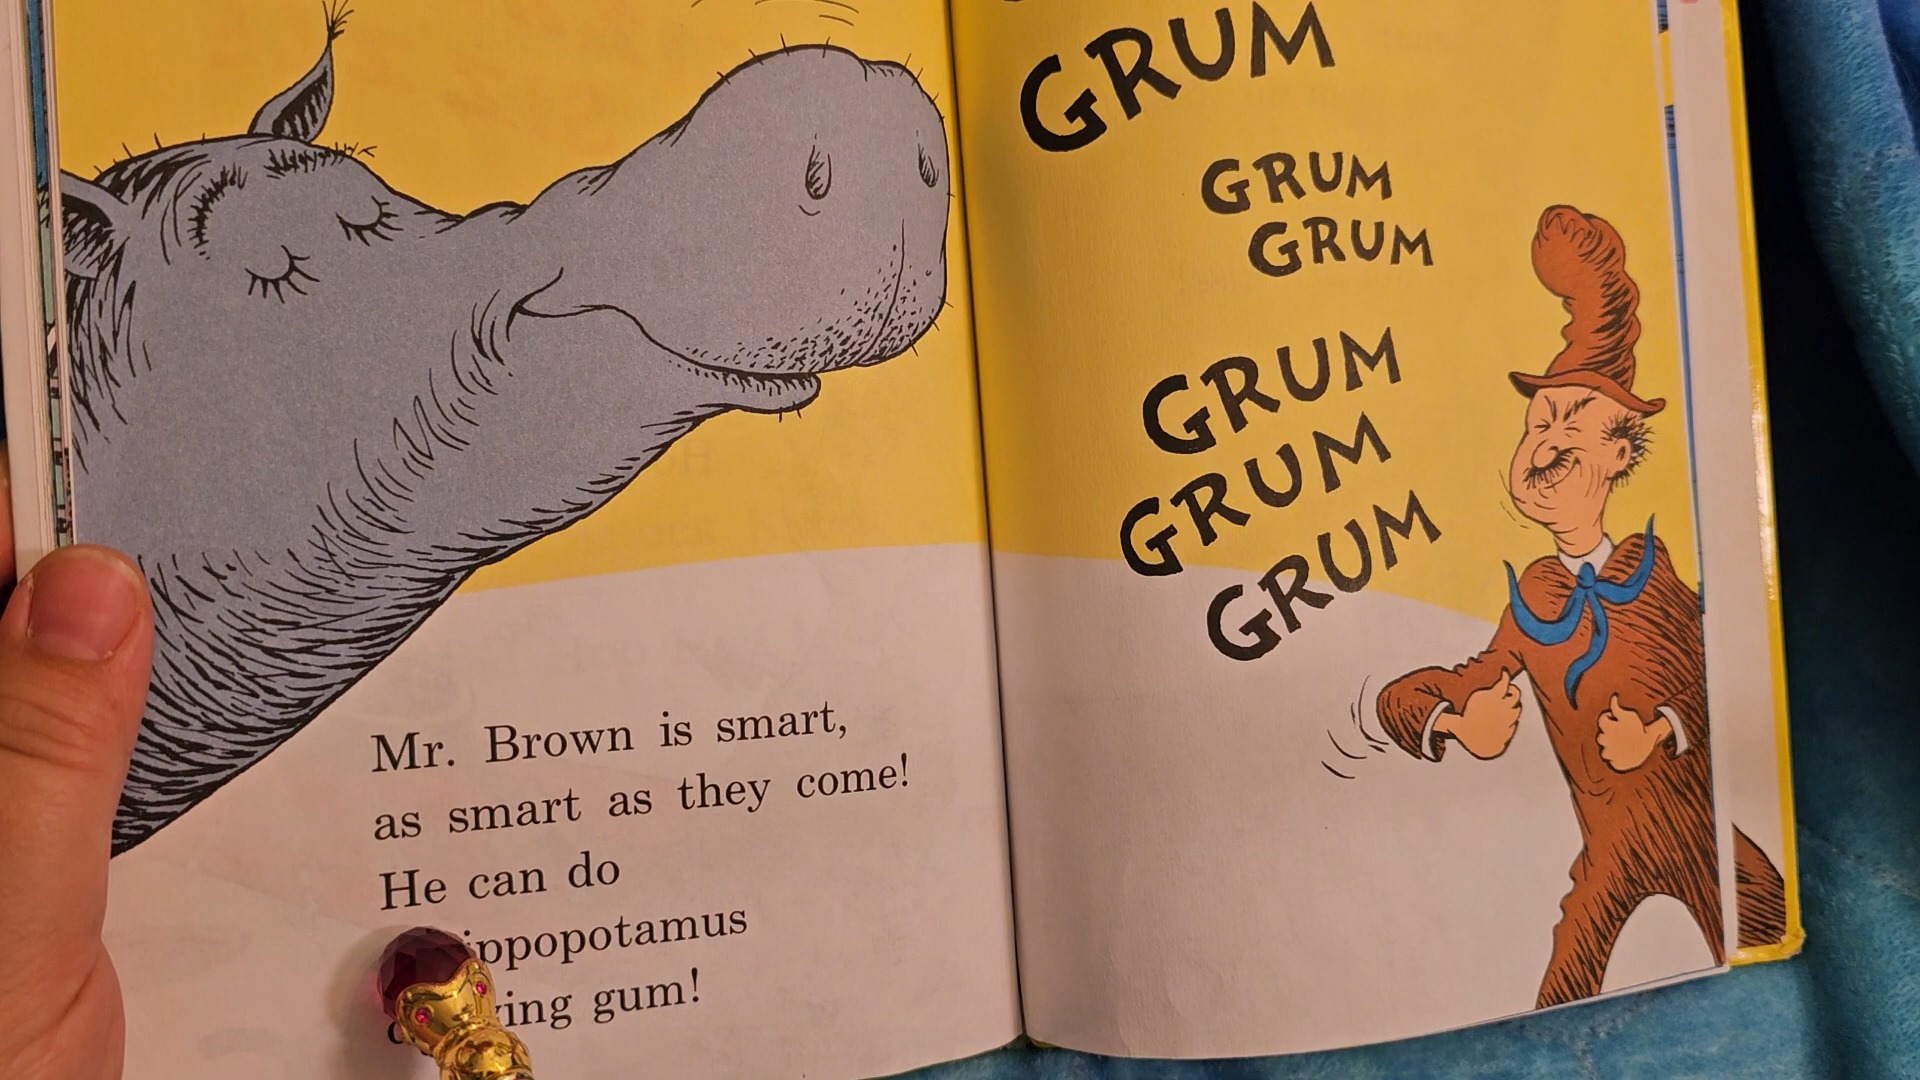 Mr. Brown is smart,
as smart as they come!
He can do
ippopotamus
ing gum!
GRUM
GRUM
GRUM
GRUM
GRUM
GRUM